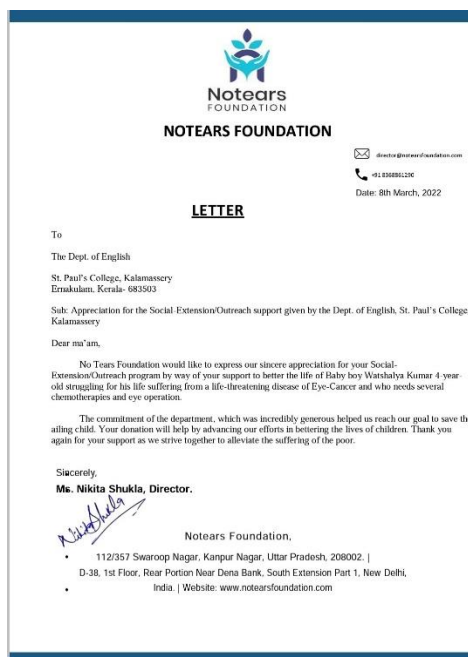 Notears
FOUNDATION
NOTEARS FOUNDATION
director@notearsfoundation.com
Date: 8th March, 2022
LETTER
To
The Dept. of English
St. Paul's College, Kalamassery
Ernakulam, Kerala- 683503
Sub: Appreciation for the Social-Extension/Outreach support given by the Dept. of English, St. Paul's College
Kalamassery
Dear ma'am,
No Tears Foundation would like to express our sincere appreciation for your Social-
Extension/Outreach program by way of your support to better the life of Baby boy Watshalya Kumar 4-year-
old struggling for his life suffering from a life-threatening disease of Eye-Cancer and who needs several
chemotherapies and eye operation.
The commitment of the department, which was incredibly generous helped us reach our goal to save th
ailing child. Your donation will help by advancing our efforts in bettering the lives of children. Thank you
again for your support as we strive together to alleviate the suffering of the poor.
Sincerely,
Ms. Nikita Shukla, Director.
Nikita Shukla
Notears Foundation,
112/357 Swaroop Nagar, Kanpur Nagar, Uttar Pradesh, 208002. |
D-38, 1st Floor, Rear Portion Near Dena Bank, South Extension Part 1, New Delhi,
India. | Website: www.notearsfoundation.com